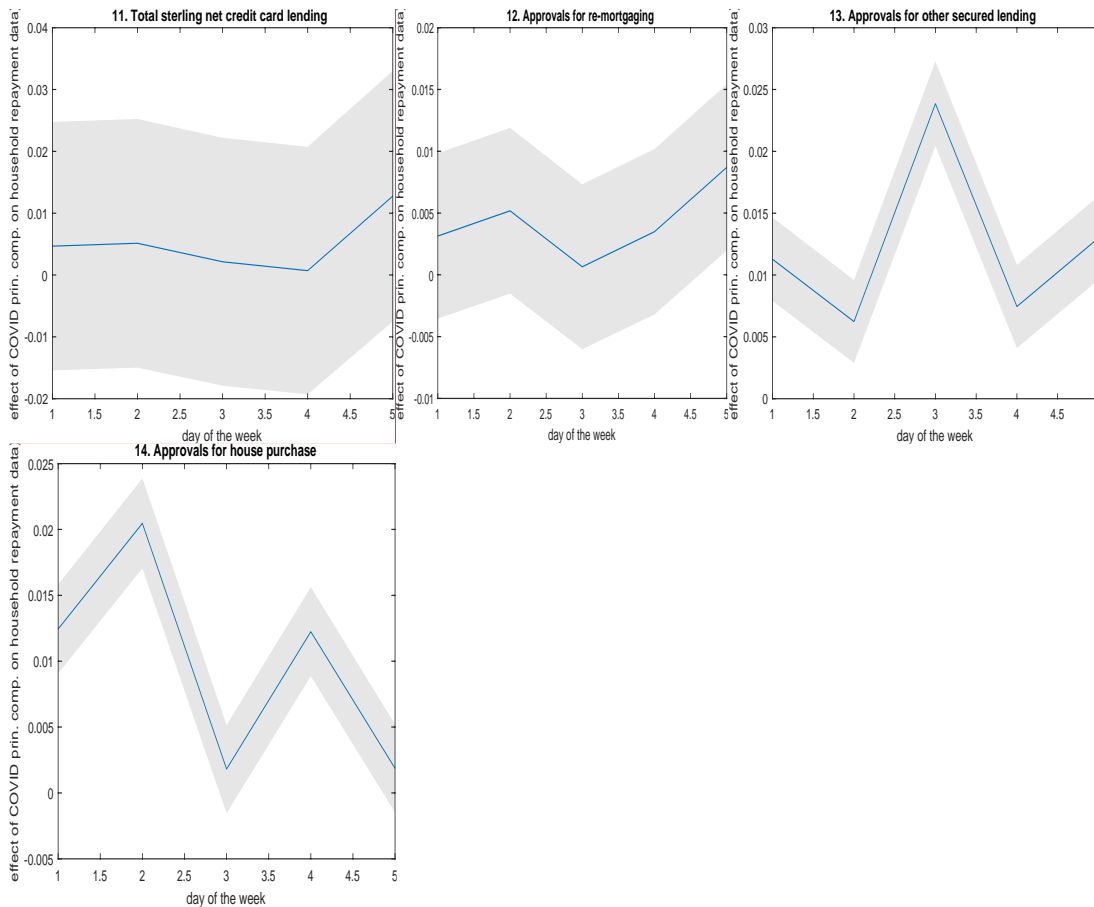 11. Total sterling net credit card lending
effect of COVID prin. comp. on household repayment data)
0.04
0.03
0.02
0.01
0
-0.01
-0.02
1 1.5 2 2.5 3 3.5 4 4.5 5
day of the week
12. Approvals for re-mortgaging
effect of COVID prin. comp. on household repayment data)
0.02
0.015
0.01
0.005
0
-0.005
-0.01
1 1.5 2 2.5 3 3.5 4 4.5 5
day of the week
13. Approvals for other secured lending
effect of COVID prin. comp. on household repayment data)
0.03
0.025
0.02
0.015
0.01
0.005
0
1 1.5 2 2.5 3 3.5 4 4.5
day of the week
14. Approvals for house purchase
effect of COVID prin. comp. on household repayment data)
0.025
0.02
0.015
0.01
0.005
0
-0.005
1 1.5 2 2.5 3 3.5 4 4.5 5
day of the week